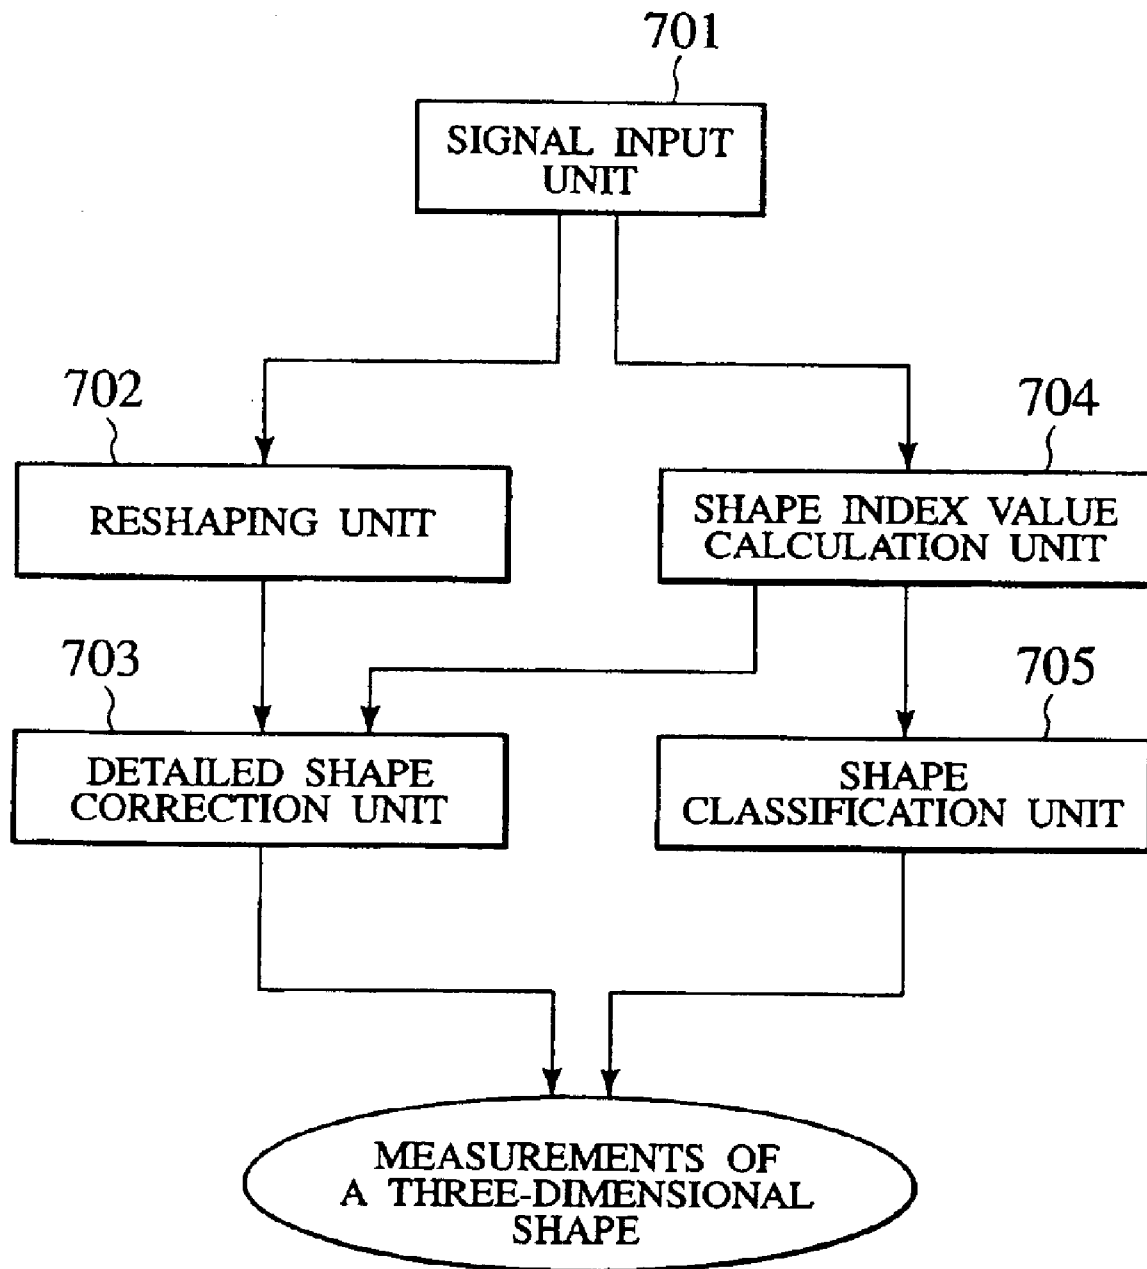 701
SIGNAL INPUT
UNIT
702
RESHAPING UNIT
704
SHAPE INDEX VALUE
CALCULATION UNIT
703
DETAILED SHAPE
CORRECTION UNIT
705
SHAPE
CLASSIFICATION UNIT
MEASUREMENTS OF
A THREE-DIMENSIONAL
SHAPE